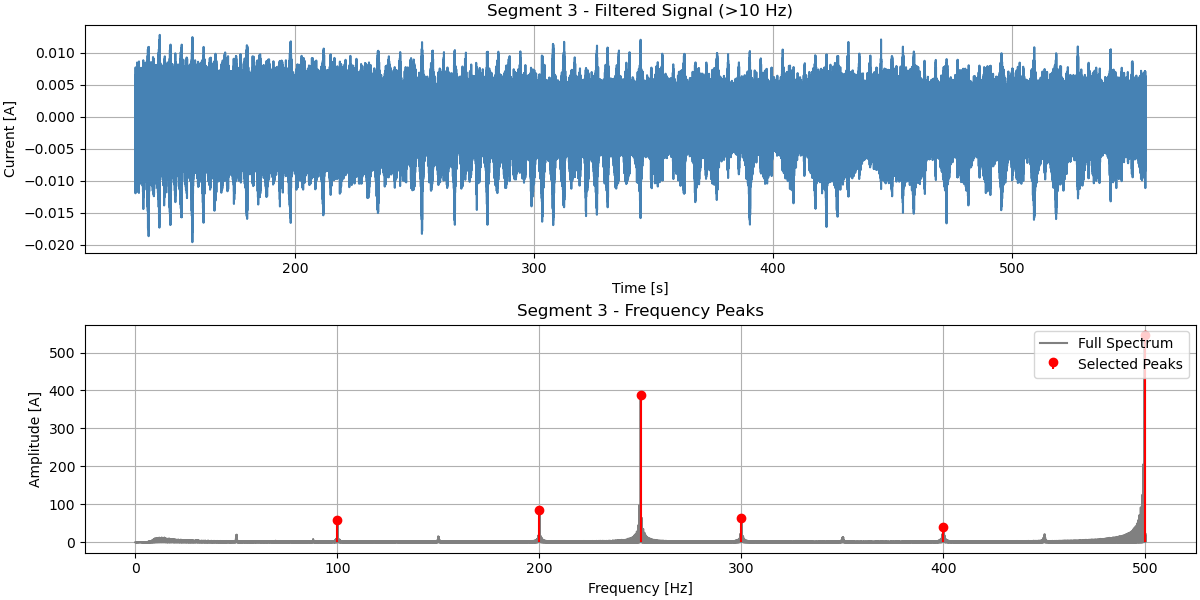 Segment 3 - Filtered Signal (>10 Hz)
0.010
0.005
0.000
−0.005
−0.010
−0.015
−0.020
Current [A]
200
300
400
500
Time [s]
Segment 3 - Frequency Peaks
500
400
300
200
100
0
Amplitude [A]
Full Spectrum
Selected Peaks
0
100
200
300
400
500
Frequency [Hz]